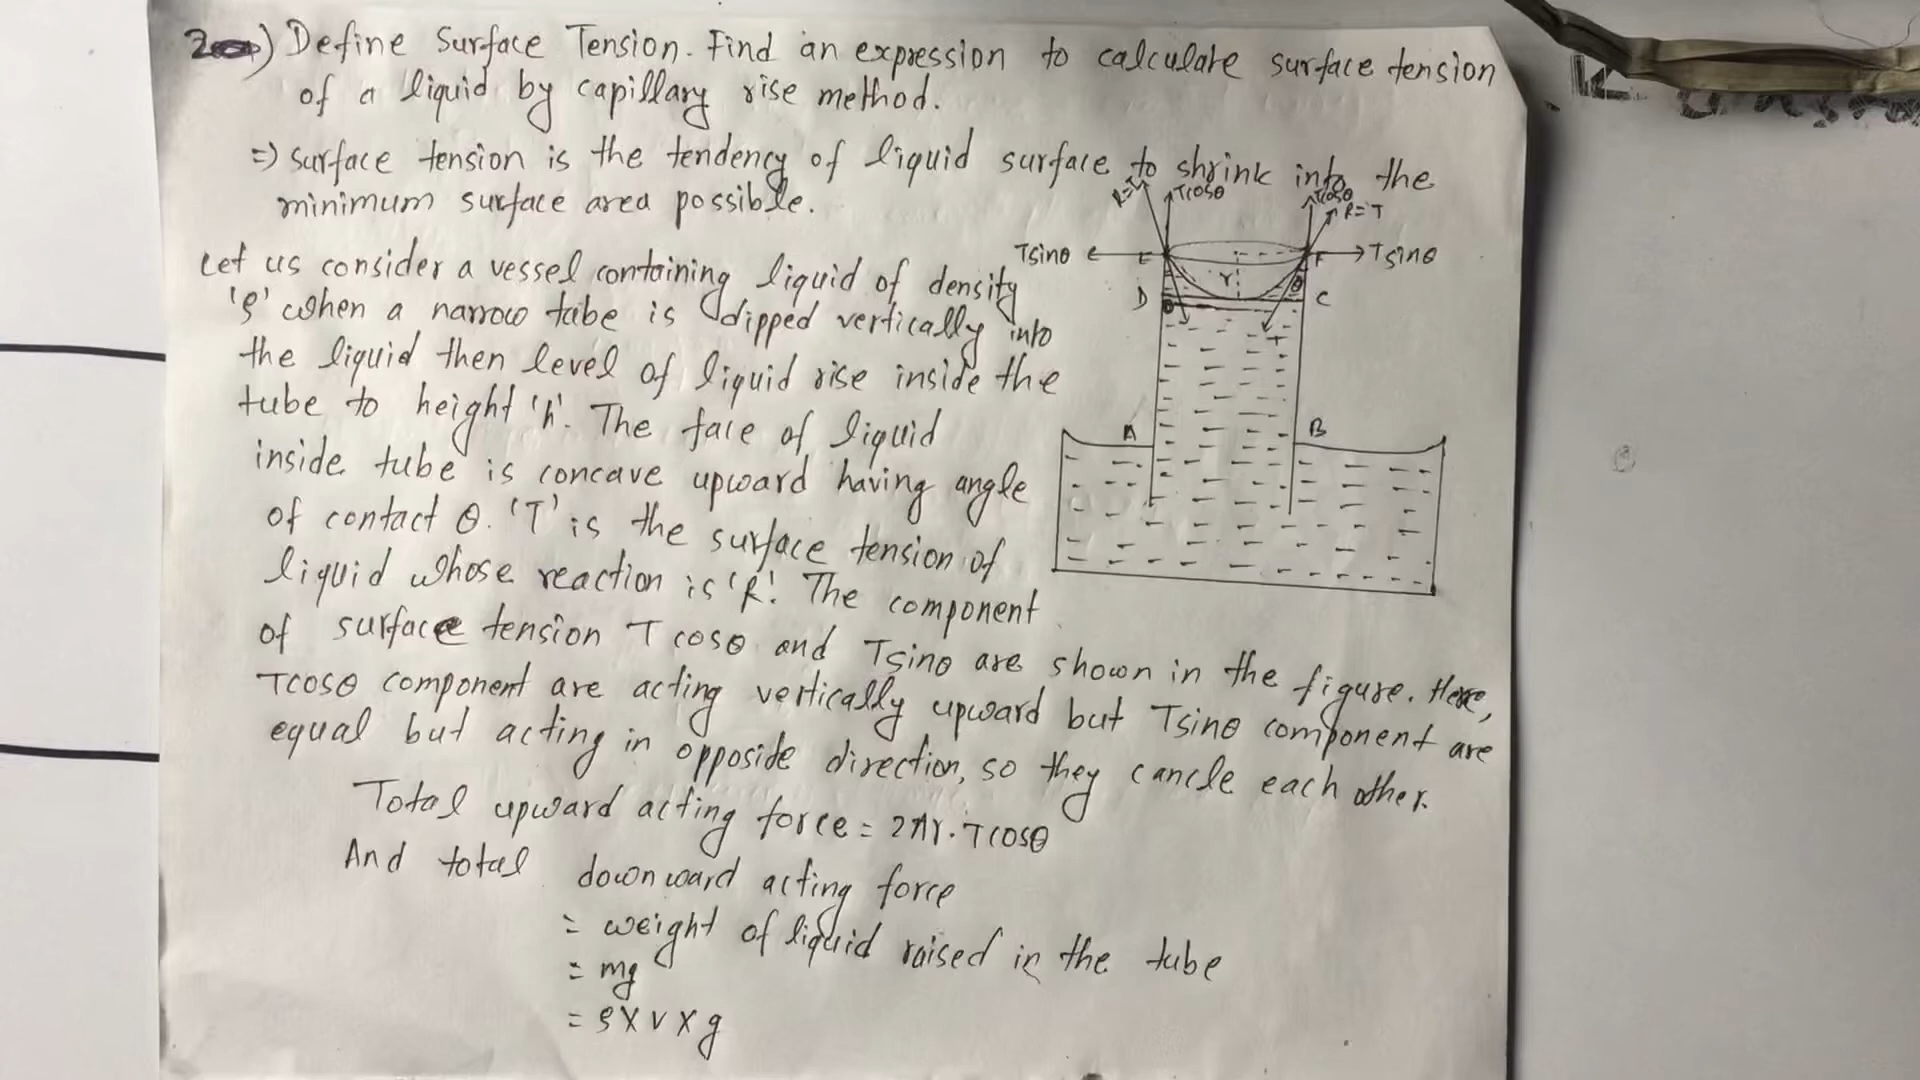 2) Define Surface Tension. Find an expression to calculate surface tension
of a liquid by capillary rise method.
=) surface tension is the tendency of liquid surface to shrink into the
minimum surface area possible.
R=T Tcosθ Tcosθ R=T
Tsinθ E F Tsinθ
r θ
D C
θ T
A B
Let us consider a vessel containing liquid of density
'ρ' when a narrow tube is dipped vertically into
the liquid then level of liquid rise inside the
tube to height 'h'. The face of liquid
inside tube is concave upward having angle
of contact θ. 'T' is the surface tension of
liquid whose reaction is 'R'. The component
of surface tension T cosθ and Tsinθ are shown in the figure. Here,
Tcosθ component are acting vertically upward but Tsinθ component are
equal but acting in opposite direction, so they cancle each other.
Total upward acting force = 2πr. Tcosθ
And total downward acting force
= weight of liquid raised in the tube
= mg
= ρ X v X g